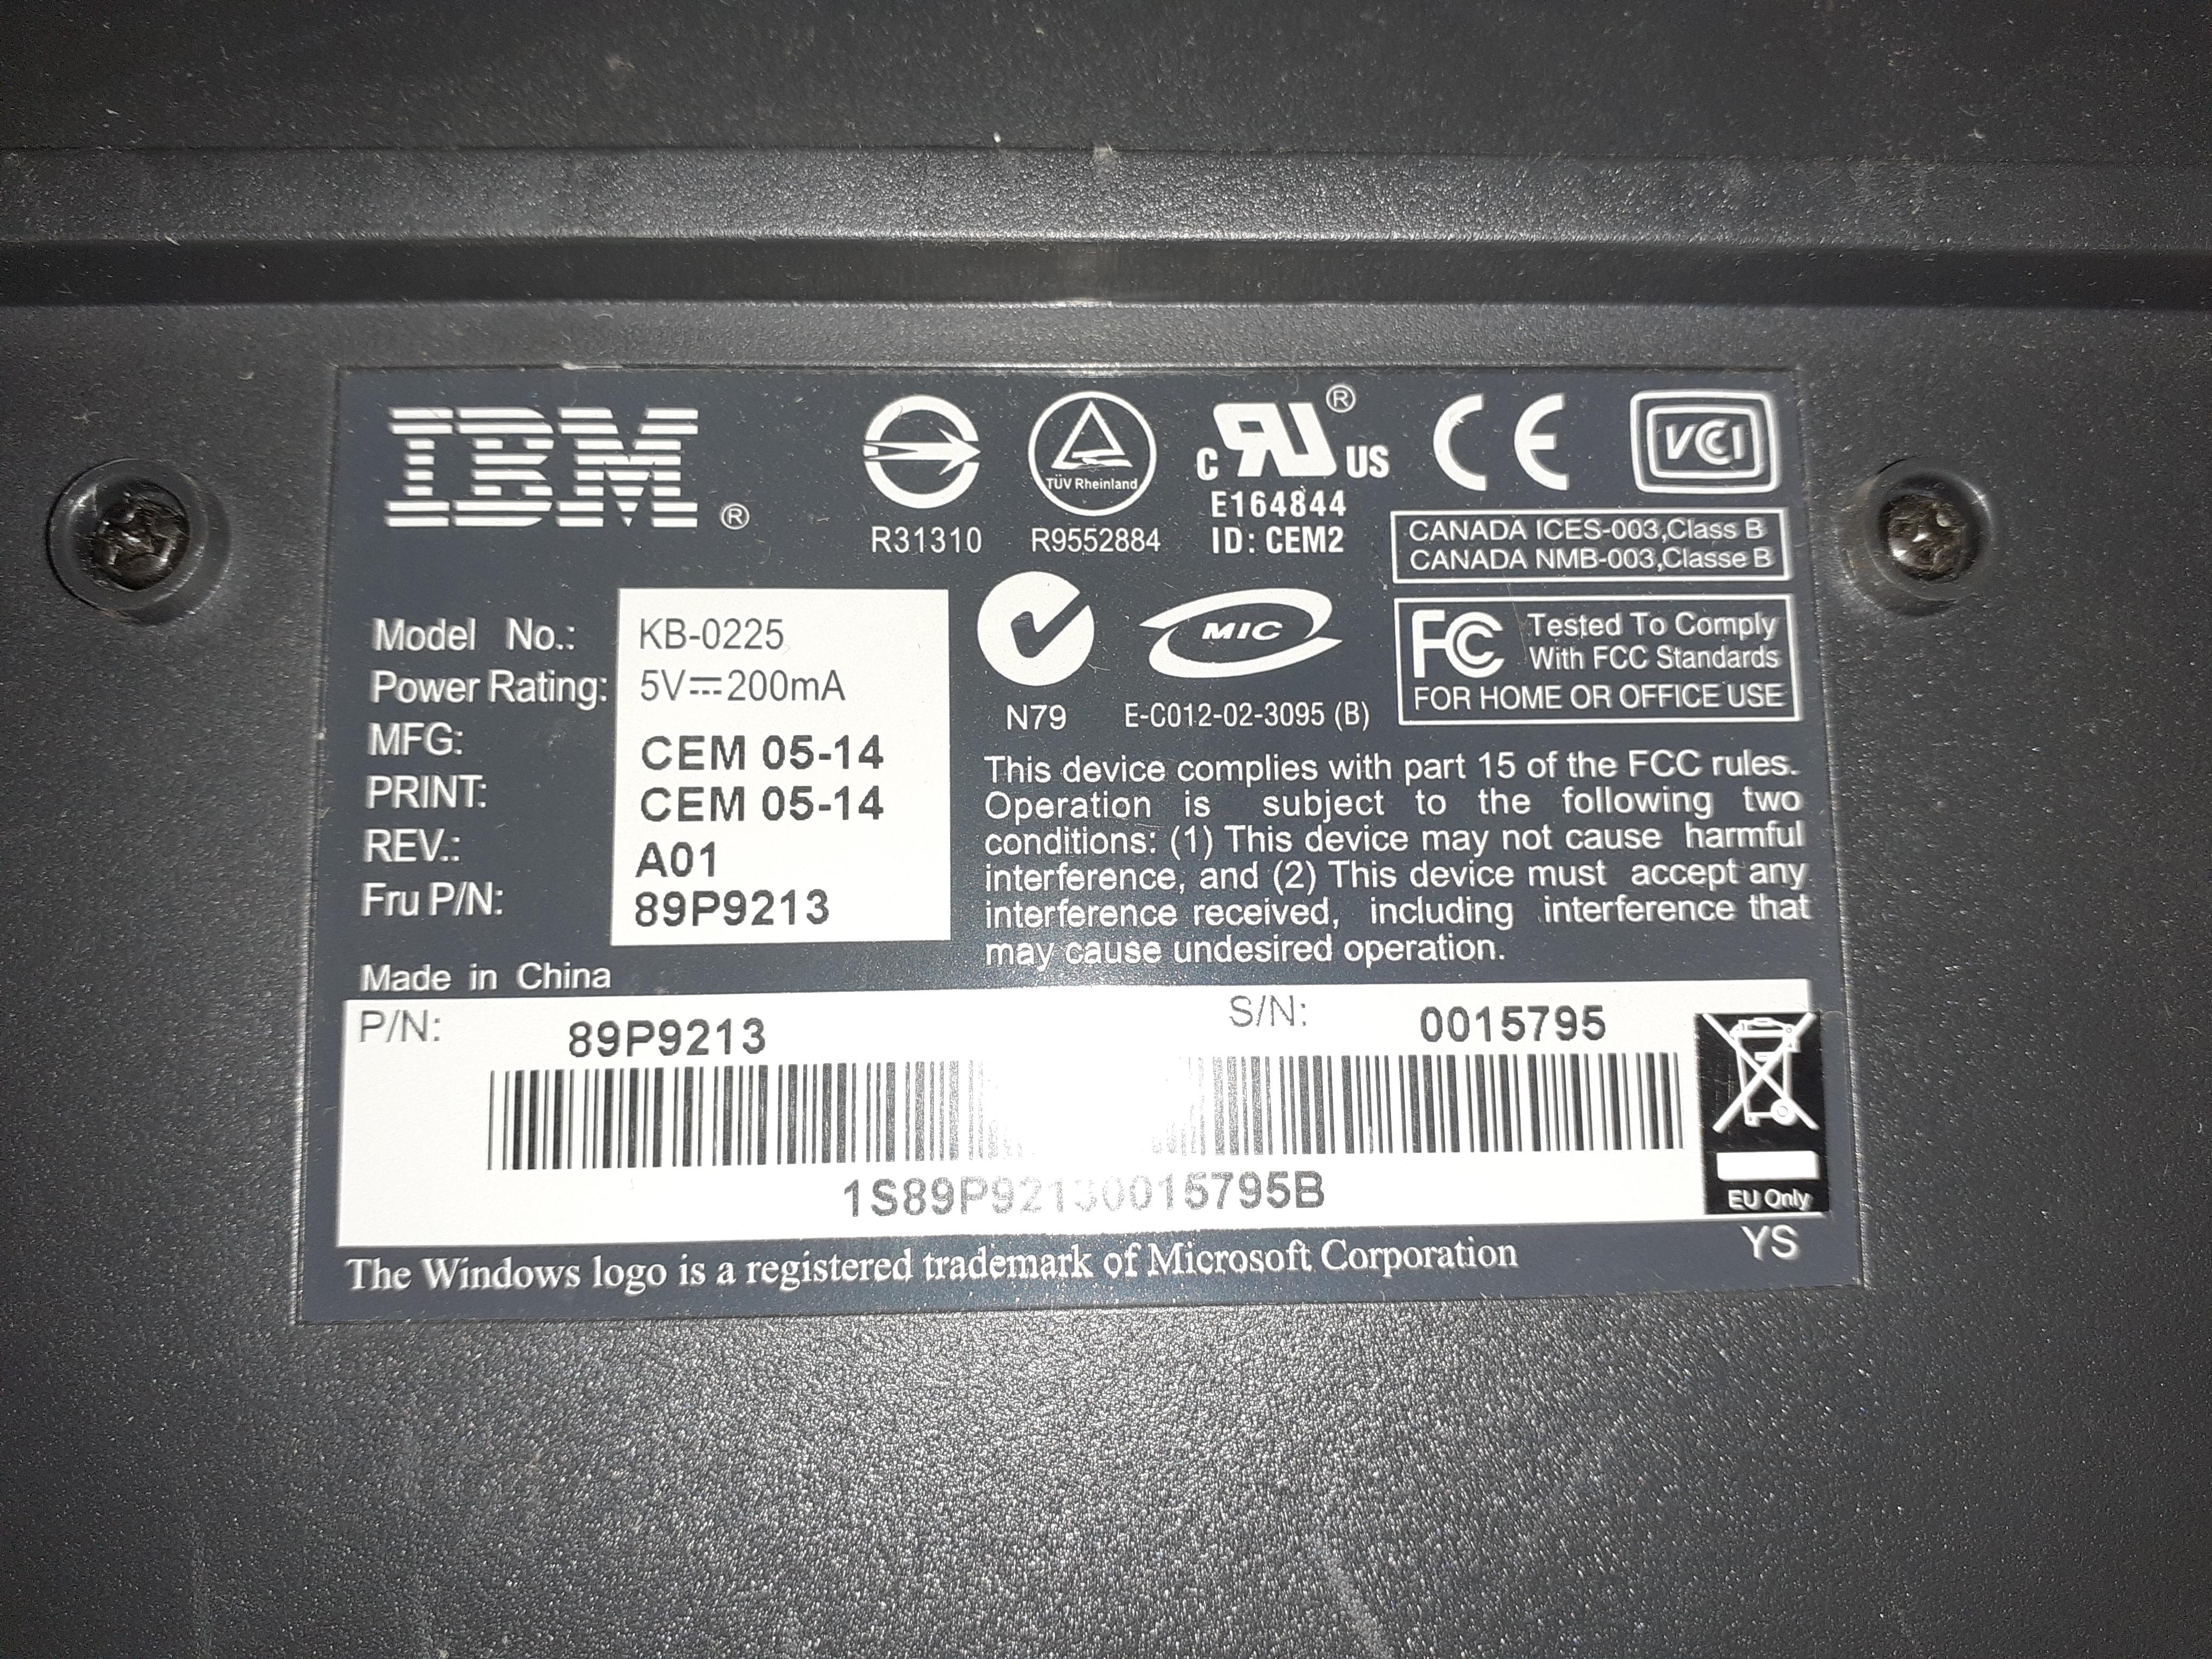 IBM ®
TÜV Rheinland
R31310
R9552884
c RU ® US
E164844
ID: CEM2
CE
VCCI
CANADA ICES-003,Class B
CANADA NMB-003,Classe B
N79
MIC
E-C012-02-3095 (B)
FC Tested To Comply
With FCC Standards
FOR HOME OR OFFICE USE
Model No.: KB-0225
Power Rating: 5V⎓200mA
MFG: CEM 05-14
PRINT: CEM 05-14
REV.: A01
Fru P/N: 89P9213
Made in China
This device complies with part 15 of the FCC rules.
Operation is subject to the following two
conditions: (1) This device may not cause harmful
interference, and (2) This device must accept any
interference received, including interference that
may cause undesired operation.
P/N: 89P9213
S/N: 0015795
1S89P92130015795B
EU Only
YS
The Windows logo is a registered trademark of Microsoft Corporation